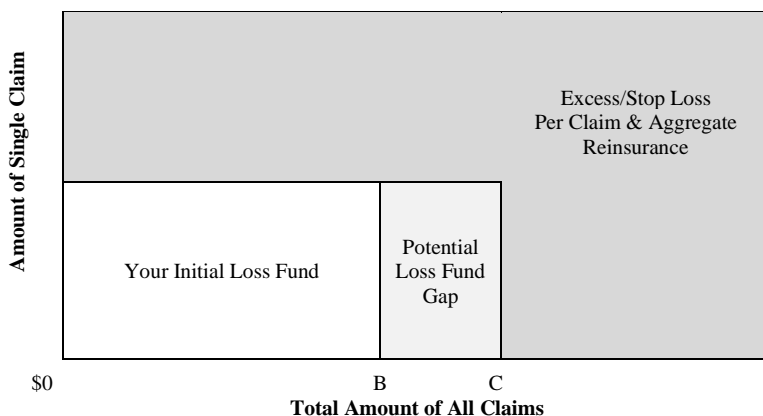 Amount of Single Claim
Excess/Stop Loss
Per Claim & Aggregate
Reinsurance
Your Initial Loss Fund
Potential
Loss Fund
Gap
$0
B
C
Total Amount of All Claims